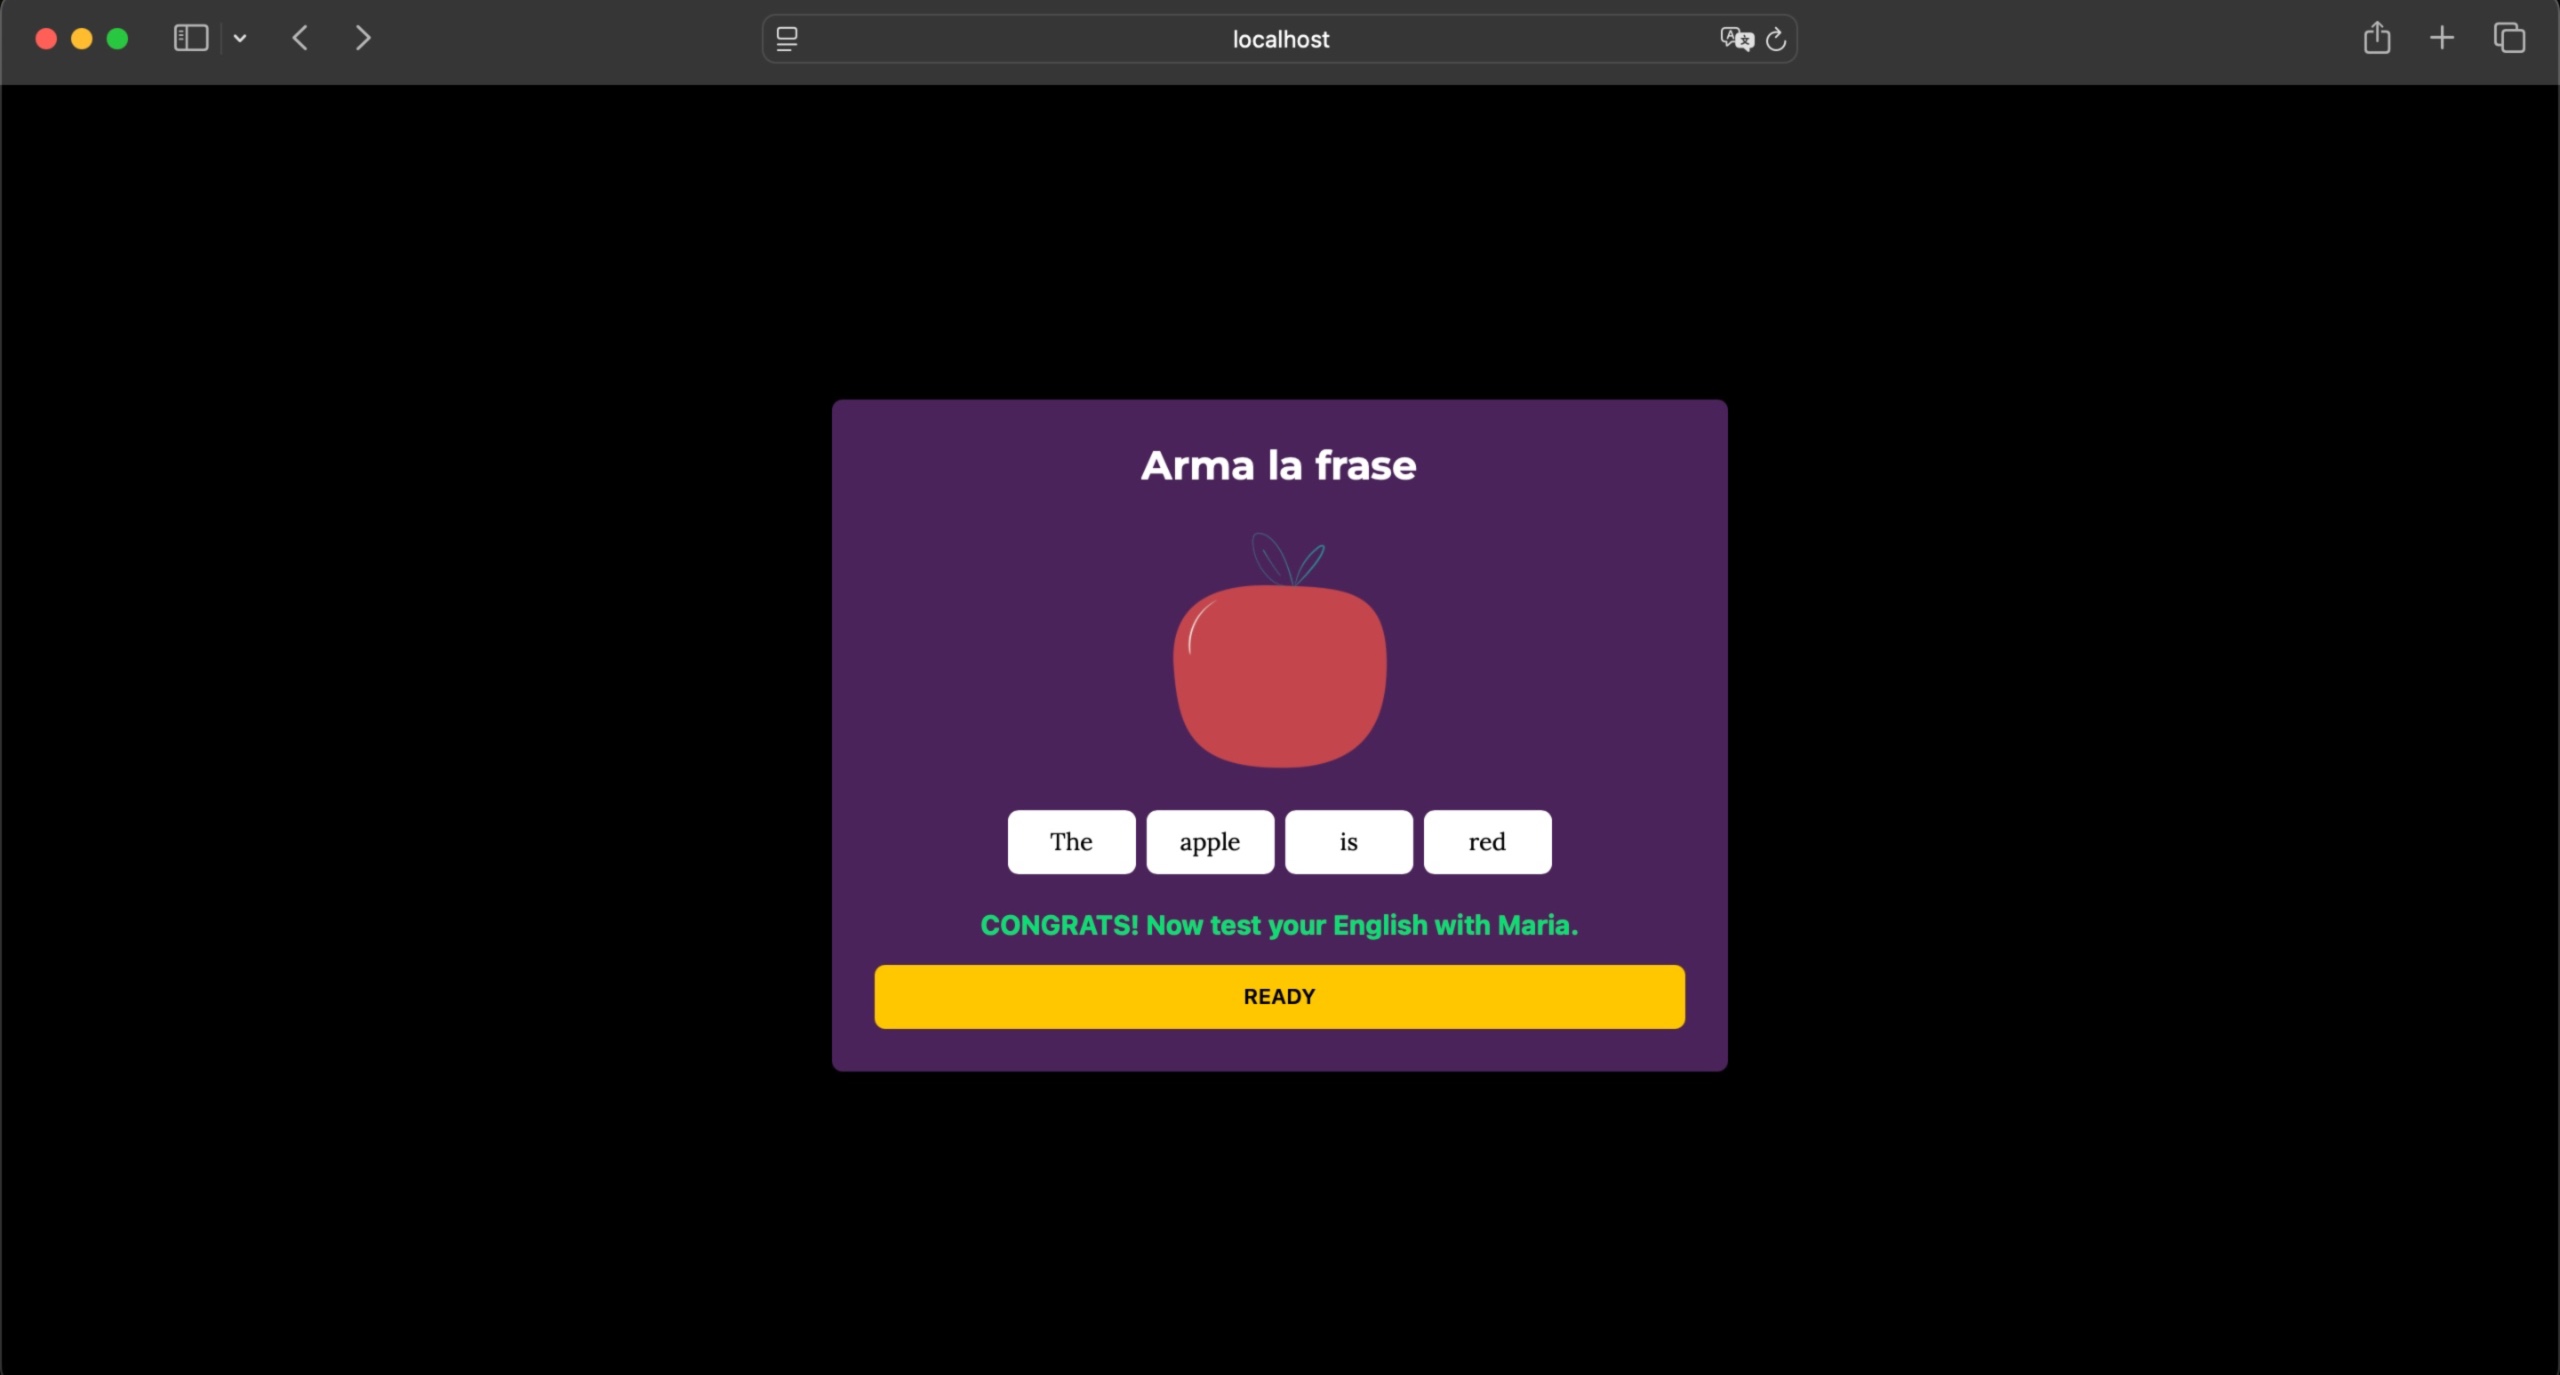 localhost
Arma la frase
The apple is red
CONGRATS! Now test your English with Maria.
READY